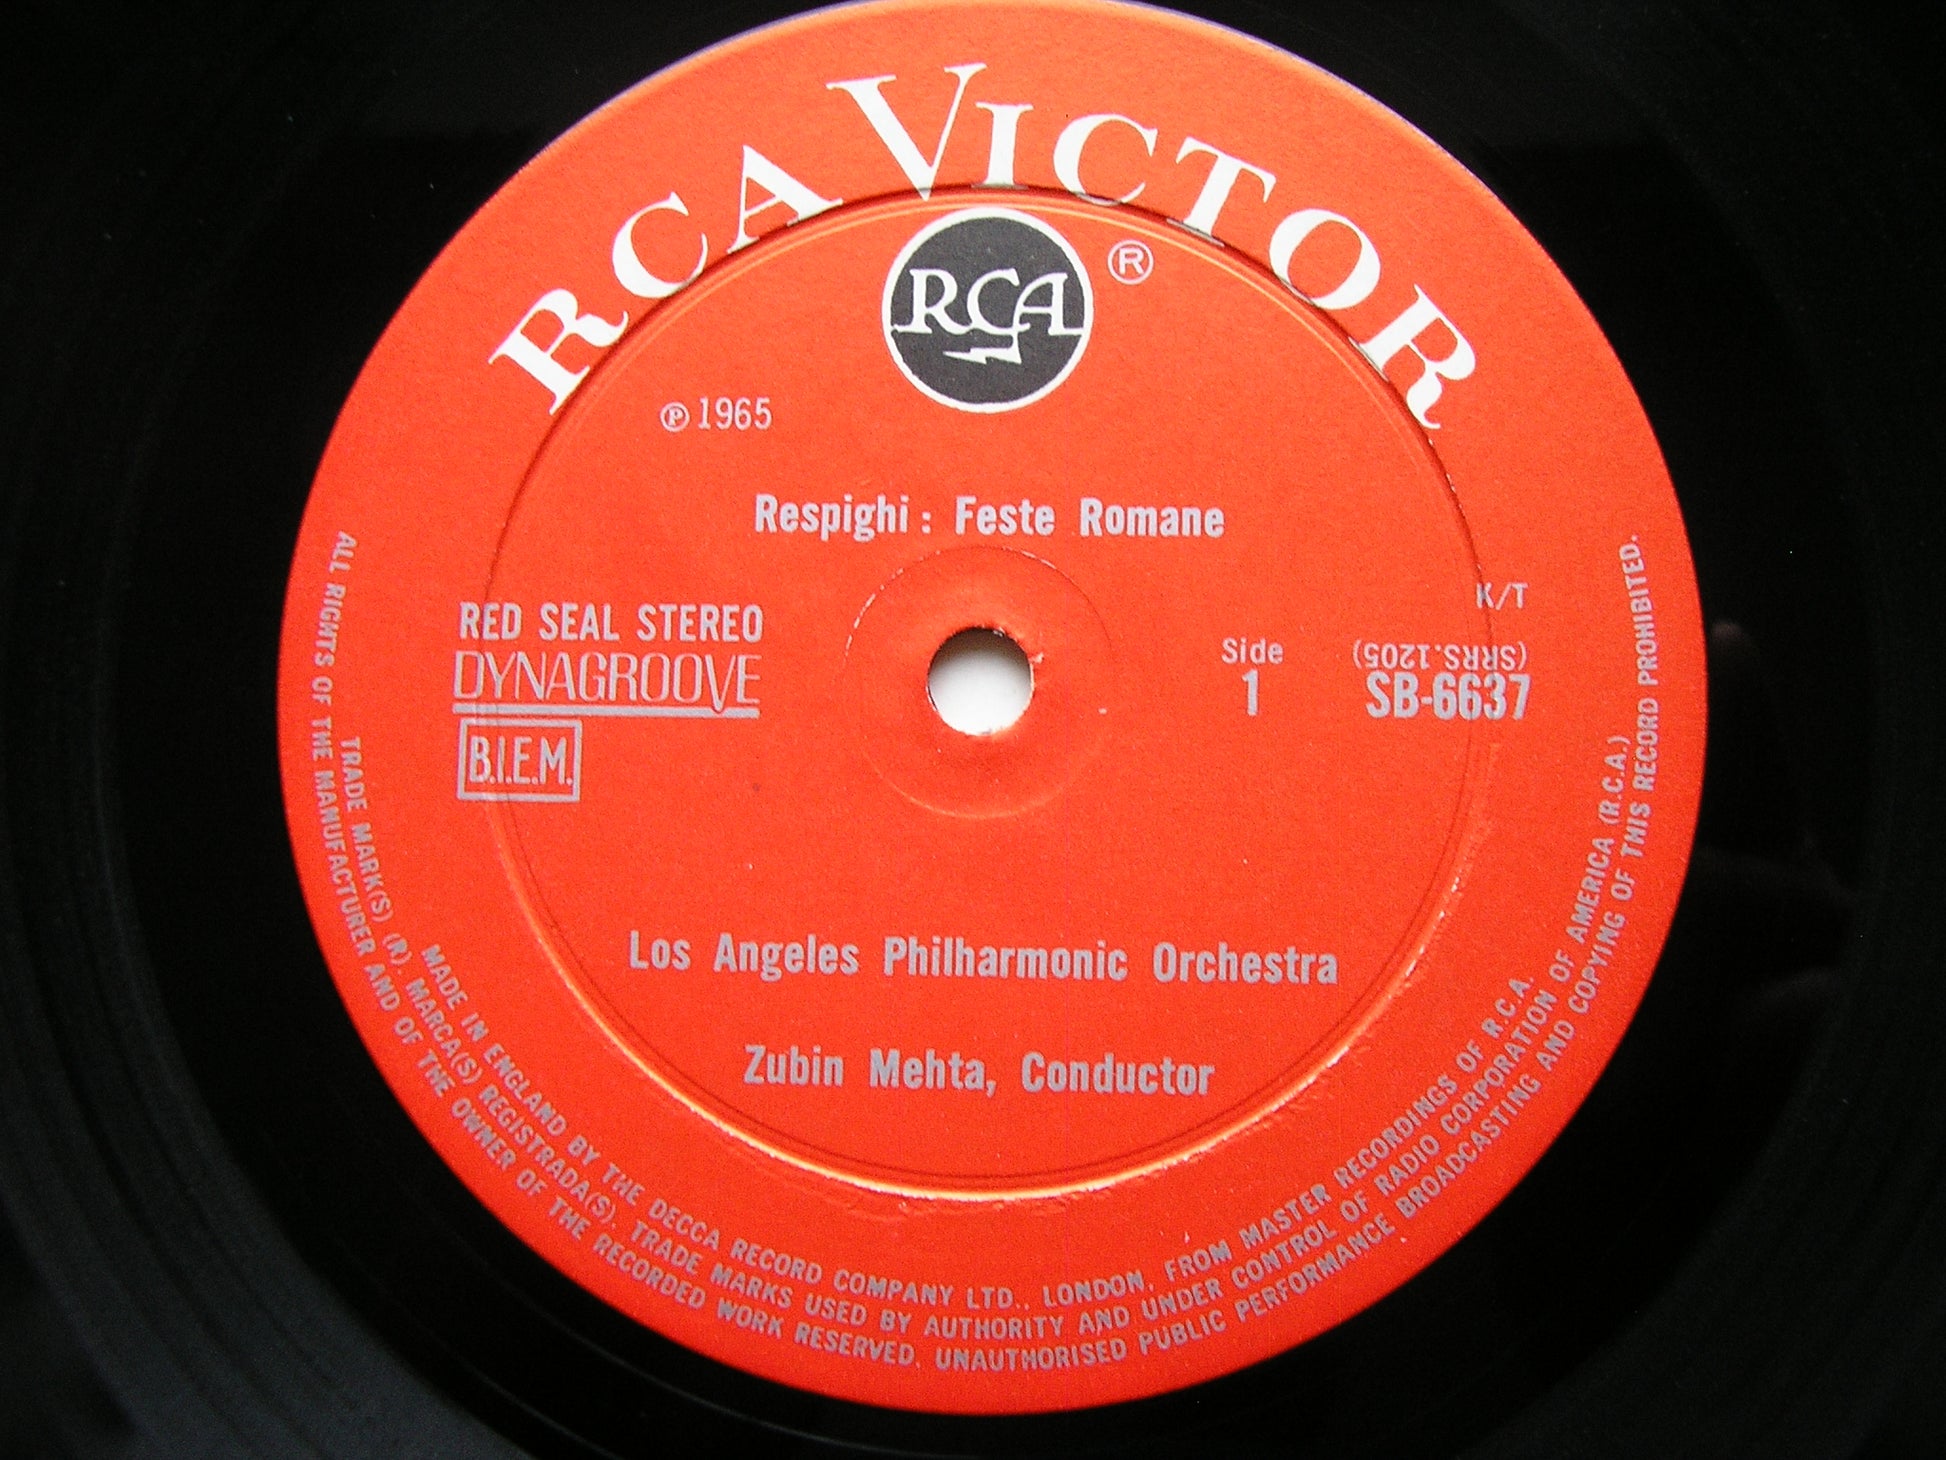 RCA VICTOR
RCA
®
℗ 1965
Respighi : Feste Romane
RED SEAL STEREO
DYNAGROOVE
B.I.E.M.
K/T
Side
1
(SRRS.1205)
SB-6637
Los Angeles Philharmonic Orchestra
Zubin Mehta, Conductor
MADE IN ENGLAND BY THE DECCA RECORD COMPANY LTD., LONDON, FROM MASTER RECORDINGS OF R.C.A.
TRADE MARK(S) (R). MARCA(S) REGISTRADA(S). TRADE MARKS USED BY AUTHORITY AND UNDER CONTROL OF RADIO CORPORATION OF AMERICA (R.C.A.)
ALL RIGHTS OF THE MANUFACTURER AND OF THE OWNER OF THE RECORDED WORK RESERVED. UNAUTHORISED PUBLIC PERFORMANCE BROADCASTING AND COPYING OF THIS RECORD PROHIBITED.